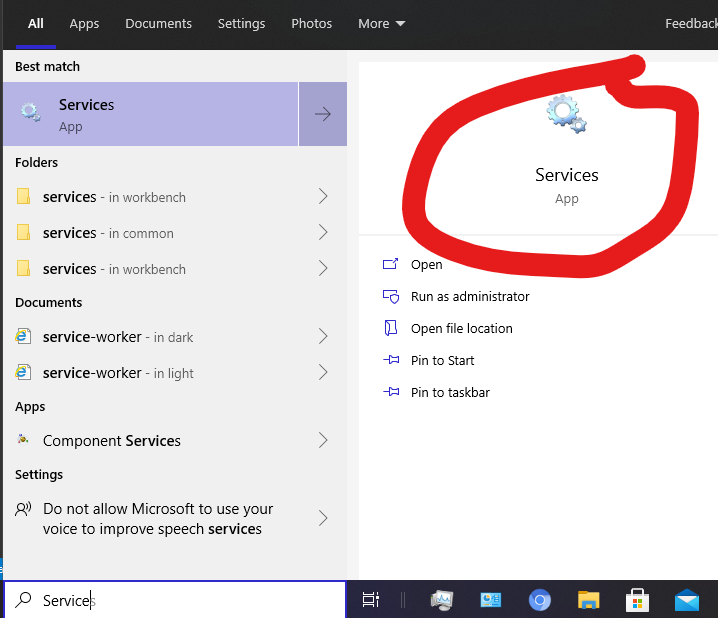 All Apps Documents Settings Photos More Feedback
Best match
Services
App
Folders
services - in workbench
services - in common
services - in workbench
Documents
service-worker - in dark
service-worker - in light
Apps
Component Services
Settings
Do not allow Microsoft to use your
voice to improve speech services
Services
App
Open
Run as administrator
Open file location
Pin to Start
Pin to taskbar
Services